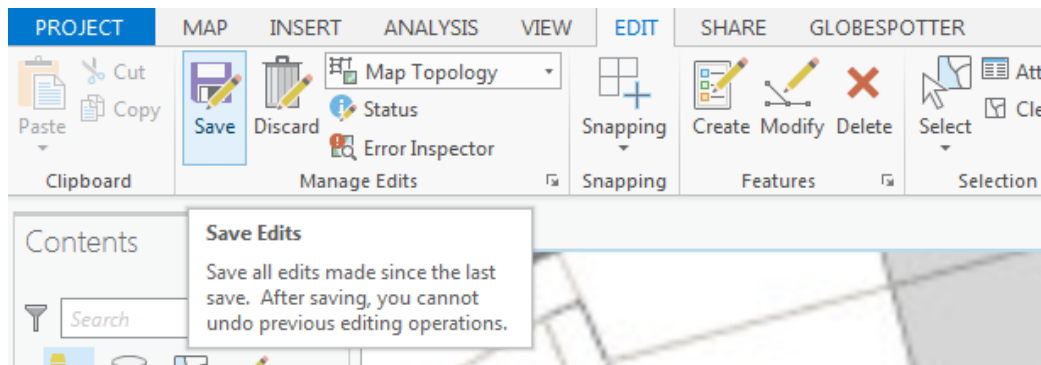 PROJECT MAP INSERT ANALYSIS VIEW EDIT SHARE GLOBESPOTTER
Cut
Copy
Paste
Save
Discard
Map Topology
Status
Error Inspector
Snapping
Create Modify Delete
Select
Att
Cle
Clipboard Manage Edits Snapping Features Selection
Contents
Search
Save Edits
Save all edits made since the last
save. After saving, you cannot
undo previous editing operations.